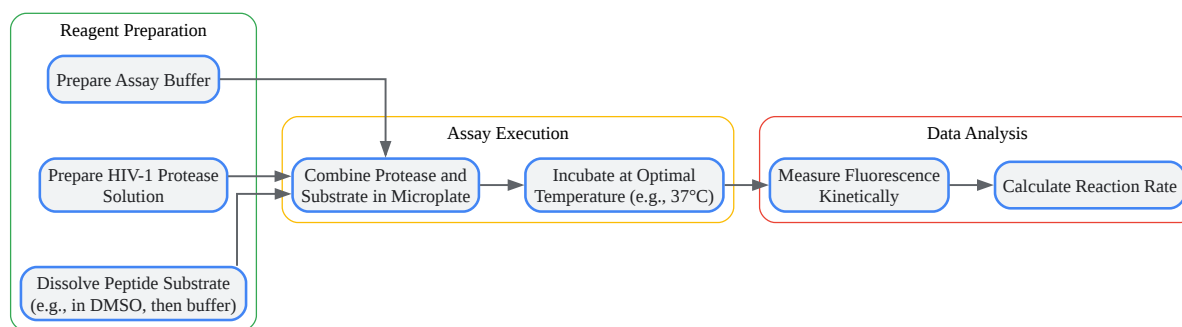 Reagent Preparation
Prepare Assay Buffer
Prepare HIV-1 Protease
Solution
Dissolve Peptide Substrate
(e.g., in DMSO, then buffer)
Assay Execution
Combine Protease and
Substrate in Microplate
Incubate at Optimal
Temperature (e.g., 37°C)
Data Analysis
Measure Fluorescence
Kinetically
Calculate Reaction Rate